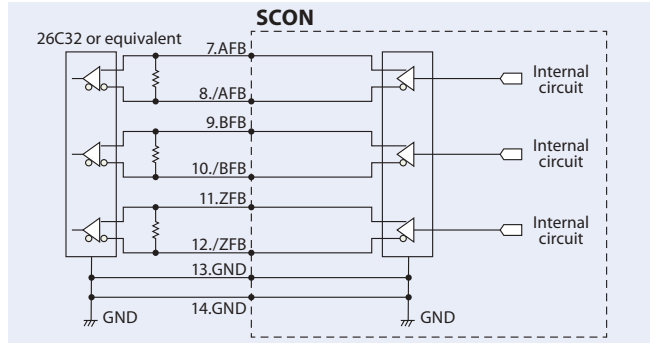 SCON
26C32 or equivalent
7.AFB
Internal
circuit
8./AFB
9.BFB
Internal
circuit
10./BFB
11.ZFB
Internal
circuit
12./ZFB
13.GND
14.GND
GND
GND